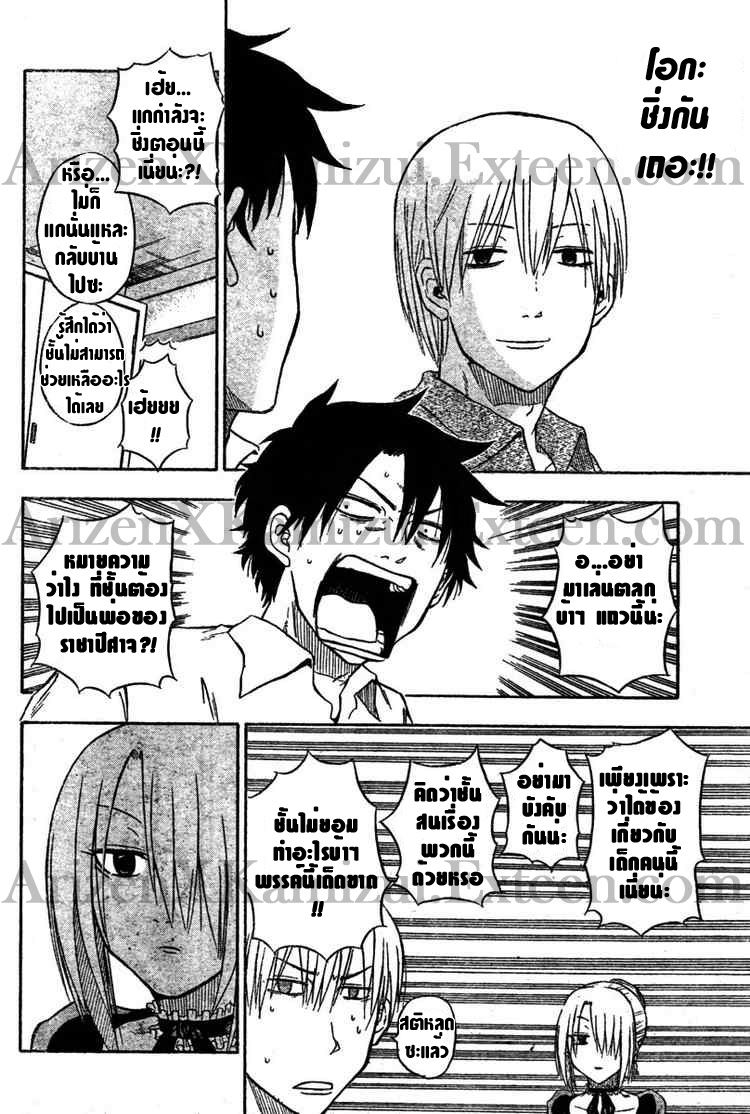 โอกะ
ชิ่งกัน
เถอะ!!
เฮ้ย...
แกกำลังจะ
ชิ่งตอนนี้
เนี่ยน่ะ?!
หรือ...
ไม่ก็
แกนั่นแหละ
กลับบ้าน
ไปซะ
รู้สึกได้ว่า
ชั้นไม่สามารถ
ช่วยเหลืออะไร
ได้เลย
เฮ้ยยย
!!
อ...อย่า
มาเล่นตลก
บ้าๆ แถวนี้น่ะ
หมายความ
ว่าไง ที่ชั้นต้อง
ไปเป็นพ่อของ
ราชาปีศาจ?!
เพียงเพราะ
ว่าได้ข้อง
เกี่ยวกับ
เด็กคนนี้
เนี่ยน่ะ
อย่ามา
บังคับ
กันน่ะ
คิดว่าชั้น
สนเรื่อง
พวกนี้
ด้วยหรอ
ชั้นไม่ยอม
ทำอะไรบ้าๆ
พรรค์นี้เด็ดขาด
!!
สติหลุด
ซะแล้ว
AnzenXKamizui.Exteen.com
AnzenXKamizui.Exteen.com
AnzenXKamizui.Exteen.com